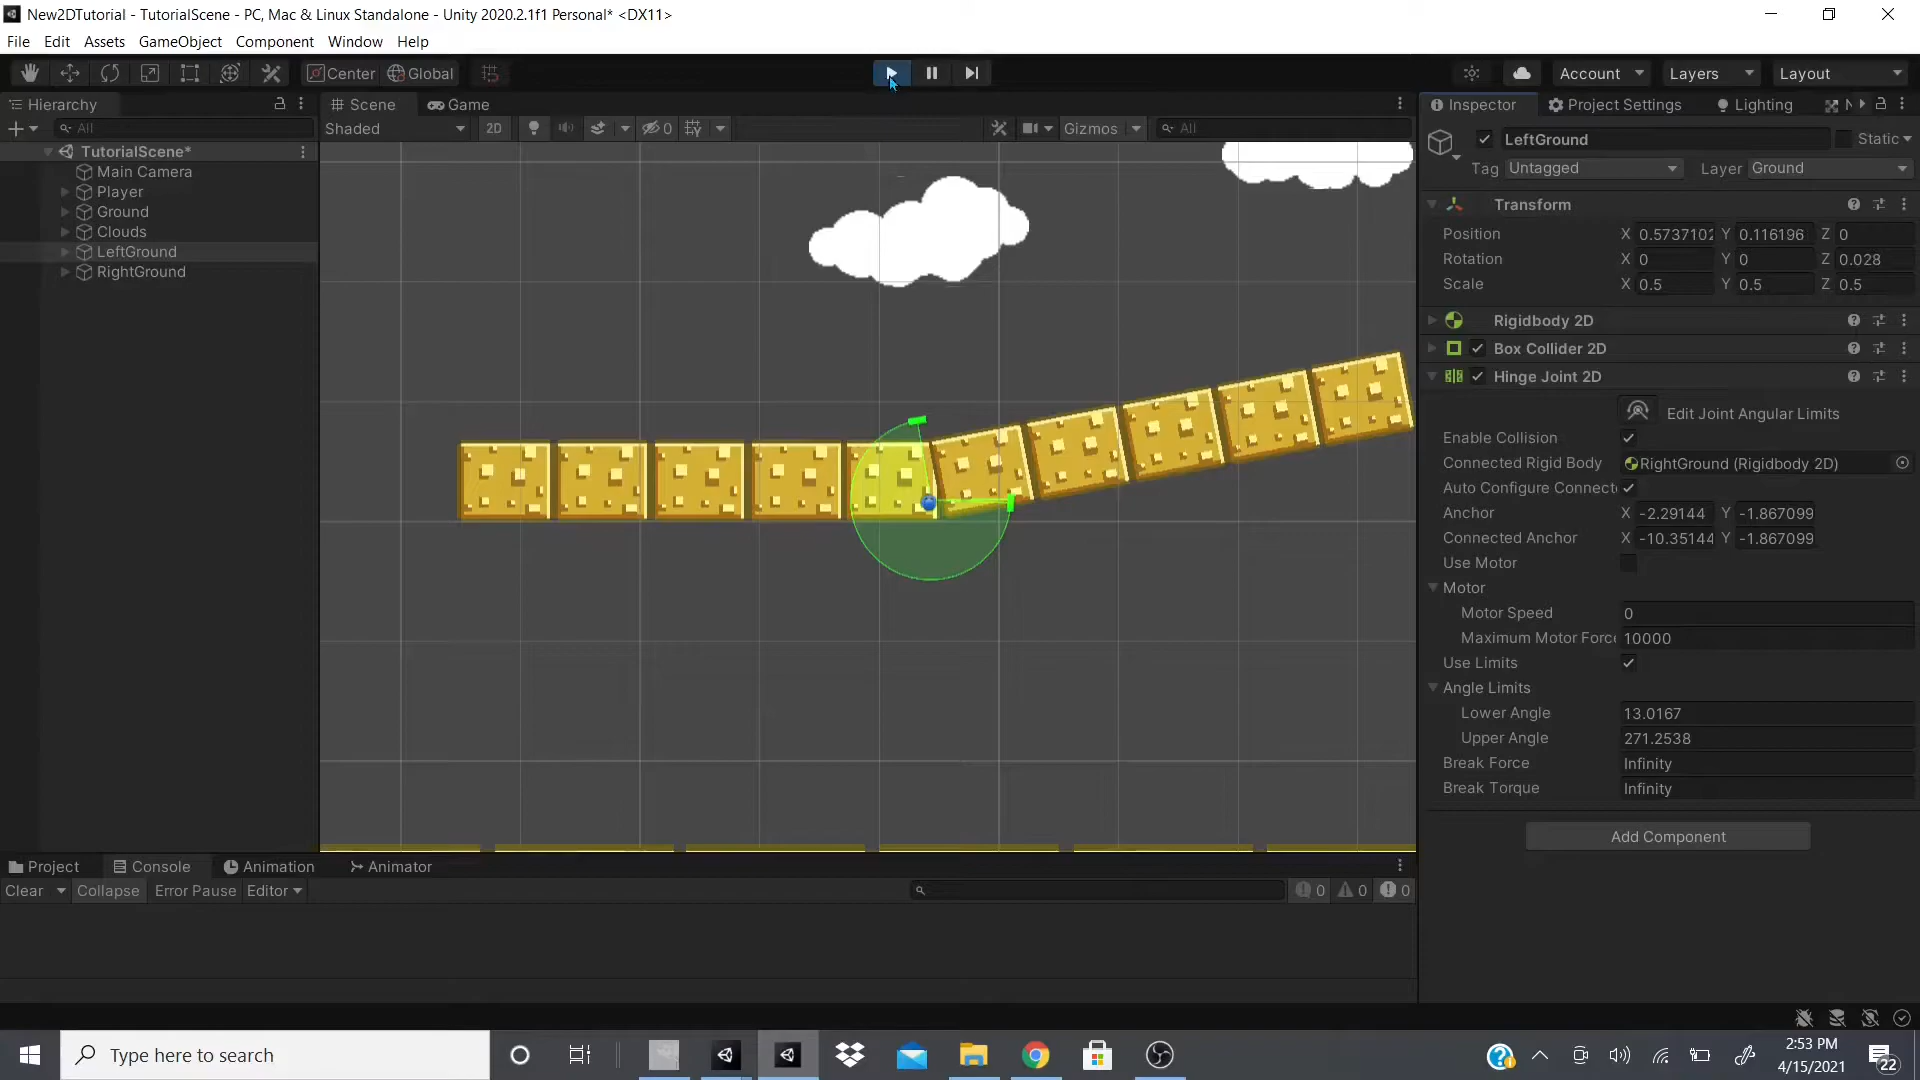 New2DTutorial - TutorialScene - PC, Mac & Linux Standalone - Unity 2020.2.1f1 Personal* <DX11>
File Edit Assets GameObject Component Window Help
Center Global Account Layers Layout
Hierarchy
All
TutorialScene*
Main Camera
Player
Ground
Clouds
LeftGround
RightGround
Scene Game
Shaded 2D 0 Gizmos All
Inspector Project Settings Lighting N
LeftGround Static
Tag Untagged Layer Ground
Transform
Position X 0.5737102 Y 0.116196 Z 0
Rotation X 0 Y 0 Z 0.028
Scale X 0.5 Y 0.5 Z 0.5
Rigidbody 2D
Box Collider 2D
Hinge Joint 2D
Edit Joint Angular Limits
Enable Collision
Connected Rigid Body RightGround (Rigidbody 2D)
Auto Configure Connect
Anchor X -2.29144 Y -1.867099
Connected Anchor X -10.35144 Y -1.867099
Use Motor
Motor
Motor Speed 0
Maximum Motor Force 10000
Use Limits
Angle Limits
Lower Angle 13.0167
Upper Angle 271.2538
Break Force Infinity
Break Torque Infinity
Add Component
Project Console Animation Animator
Clear Collapse Error Pause Editor 0 0 0
Type here to search
2:53 PM
4/15/2021
22